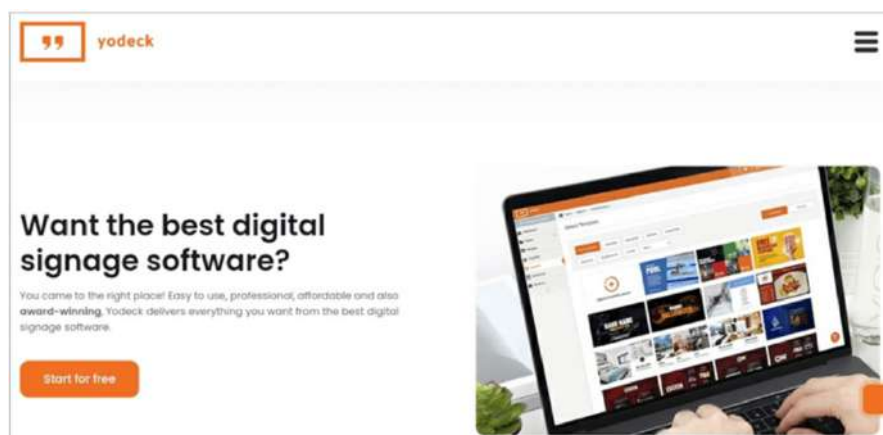 yodeck
Want the best digital
signage software?
You came to the right place! Easy to use, professional, affordable and also
award-winning, Yodeck delivers everything you want from the best digital
signage software.
Start for free